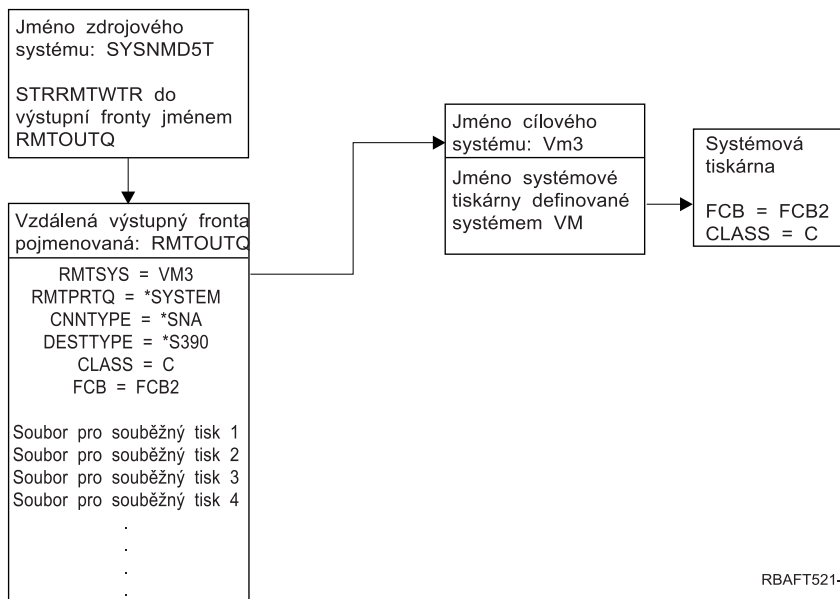 Jméno zdrojového
systému: SYSNMD5T
STRRMTWTR do
výstupní fronty jménem
RMTOUTQ
Vzdálená výstupný fronta
pojmenovaná: RMTOUTQ
RMTSYS = VM3
RMTPRTQ = *SYSTEM
CNNTYPE = *SNA
DESTTYPE = *S390
CLASS = C
FCB = FCB2
Soubor pro souběžný tisk 1
Soubor pro souběžný tisk 2
Soubor pro souběžný tisk 3
Soubor pro souběžný tisk 4
.
.
.
.
Jméno cílového
systému: Vm3
Jméno systémové
tiskárny definované
systémem VM
Systémová
tiskárna
FCB = FCB2
CLASS = C
RBAFT521-